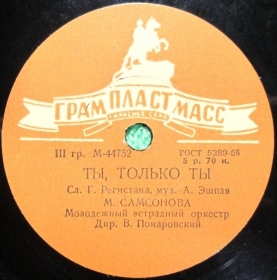 ГРАМПЛАСТМАСС
III гр. М-44752 ГОСТ 5289-56
5 р. 70 к.
ТЫ, ТОЛЬКО ТЫ
Сл. Г. Регистана, муз. А. Эшпая
М. САМСОНОВА
Молодежный эстрадный оркестр
Дир. В. Понаровский